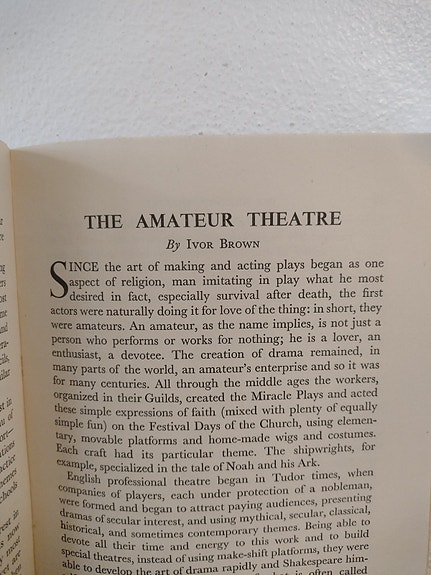 THE AMATEUR THEATRE
By IVOR BROWN
SINCE the art of making and acting plays began as one
aspect of religion, man imitating in play what he most
desired in fact, especially survival after death, the first
actors were naturally doing it for love of the thing: in short, they
were amateurs. An amateur, as the name implies, is not just a
person who performs or works for nothing; he is a lover, an
enthusiast, a devotee. The creation of drama remained, in
many parts of the world, an amateur's enterprise and so it was
for many centuries. All through the middle ages the workers,
organized in their Guilds, created the Miracle Plays and acted
these simple expressions of faith (mixed with plenty of equally
simple fun) on the Festival Days of the Church, using elemen-
tary, movable platforms and home-made wigs and costumes.
Each craft had its particular theme. The shipwrights, for
example, specialized in the tale of Noah and his Ark.
English professional theatre began in Tudor times, when
companies of players, each under protection of a nobleman,
were formed and began to attract paying audiences, presenting
dramas of secular interest, and using mythical, secular, classical,
historical, and sometimes contemporary themes. Being able to
devote all their time and energy to this work and to build
special theatres, instead of using make-shift platforms, they were
able to develop the art of drama rapidly and Shakespeare him-
what is often called